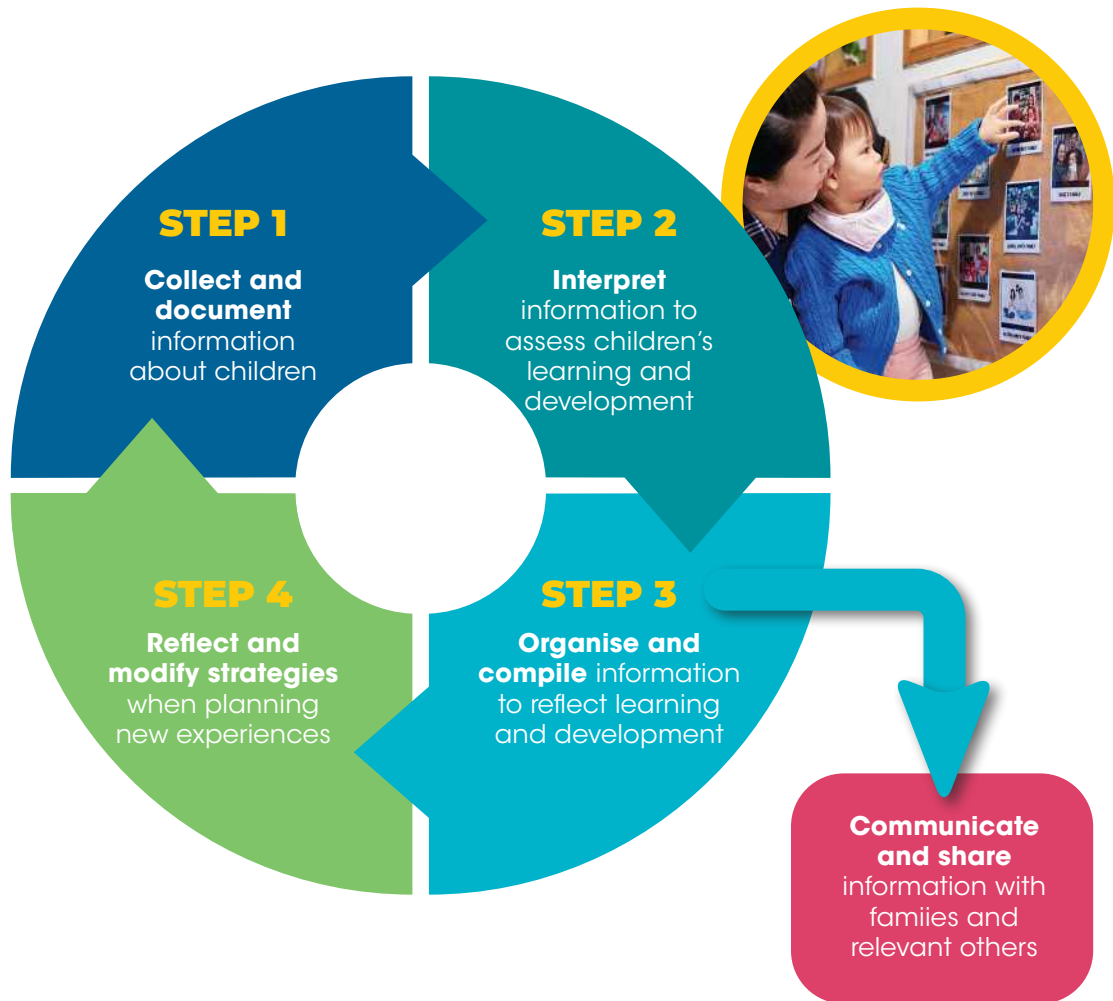 STEP 1
Collect and
document
information
about children
STEP 2
Interpret
information to
assess children's
learning and
development
STEP 3
Organise and
compile information
to reflect learning
and development
STEP 4
Reflect and
modify strategies
when planning
new experiences
Communicate
and share
information with
famiies and
relevant others